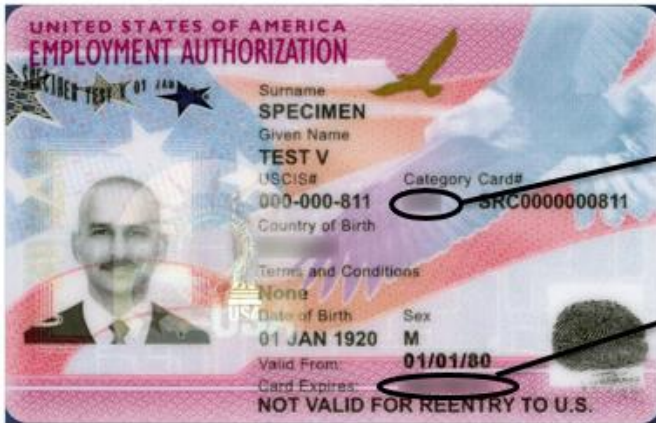 UNITED STATES OF AMERICA
EMPLOYMENT AUTHORIZATION
Surname
SPECIMEN
Given Name
TEST V
USCIS#
Category Card#
000-000-811
SRC0000000811
Country of Birth
Terms and Conditions
None
Date of Birth
Sex
01 JAN 1920
M
Valid From:
01/01/80
Card Expires:
NOT VALID FOR REENTRY TO U.S.